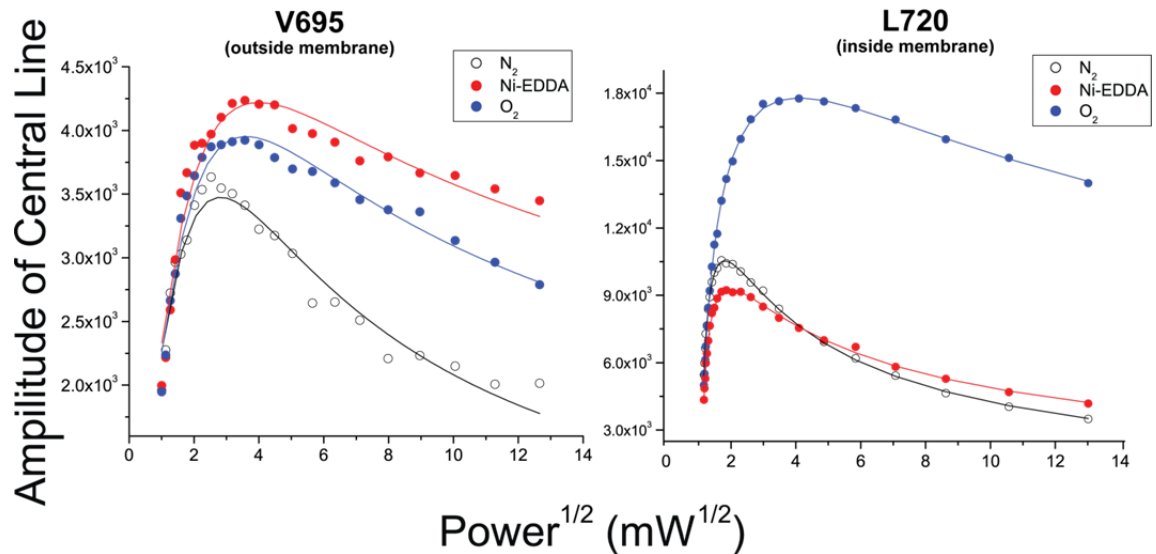 V695
(outside membrane)
L720
(inside membrane)
Ampilitude of Central Line
4.5x10³
4.0x10³
3.5x10³
3.0x10³
2.5x10³
2.0x10³
N₂
Ni-EDDA
O₂
0 2 4 6 8 10 12 14
1.8x10⁴
1.5x10⁴
1.2x10⁴
9.0x10³
6.0x10³
3.0x10³
N₂
Ni-EDDA
O₂
0 2 4 6 8 10 12 14
Power¹ᐟ² (mW¹ᐟ²)